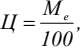 Ц = Mₑ / 100,